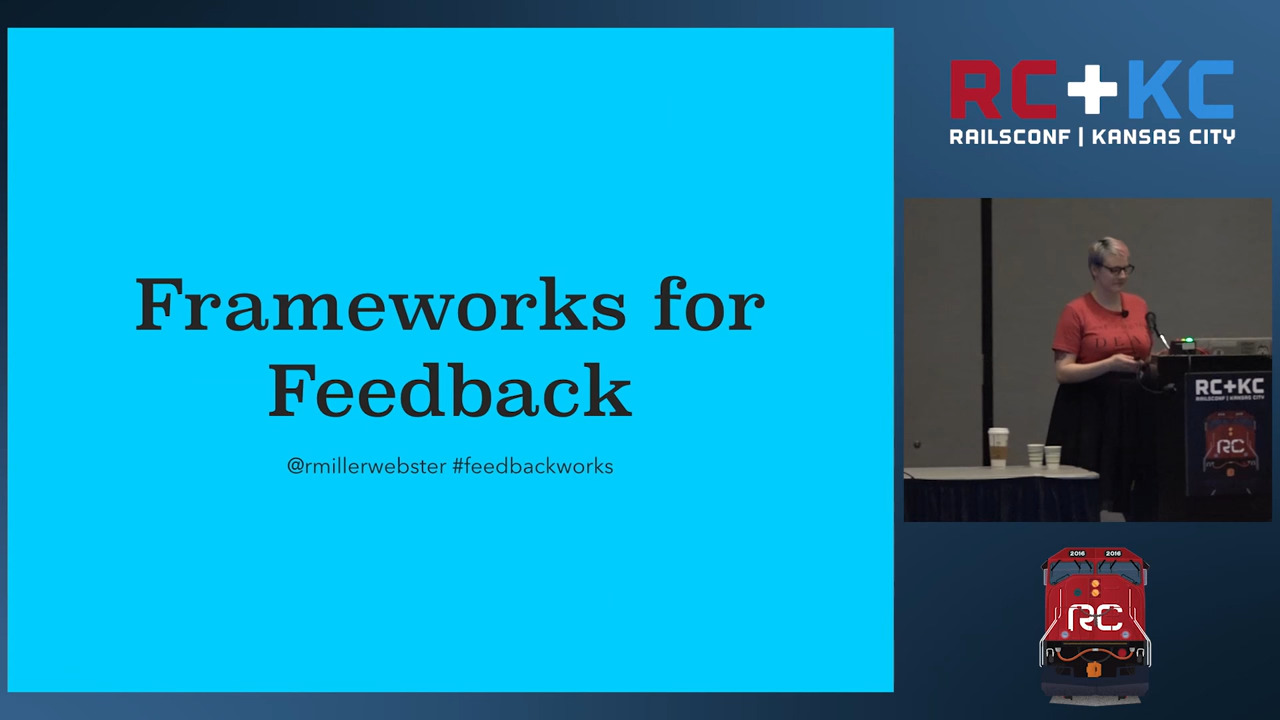 Frameworks for
Feedback
@rmillerwebster #feedbackworks
RC+KC
RAILSCONF | KANSAS CITY
RC+KC
RAILSCONF | KANSAS CITY
RC
2016 2016
RC